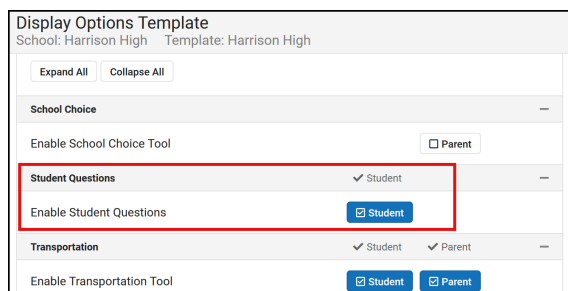 Display Options Template
School: Harrison High Template: Harrison High
Expand All Collapse All
School Choice
Enable School Choice Tool Parent
Student Questions Student
Enable Student Questions Student
Transportation Student Parent
Enable Transportation Tool Student Parent